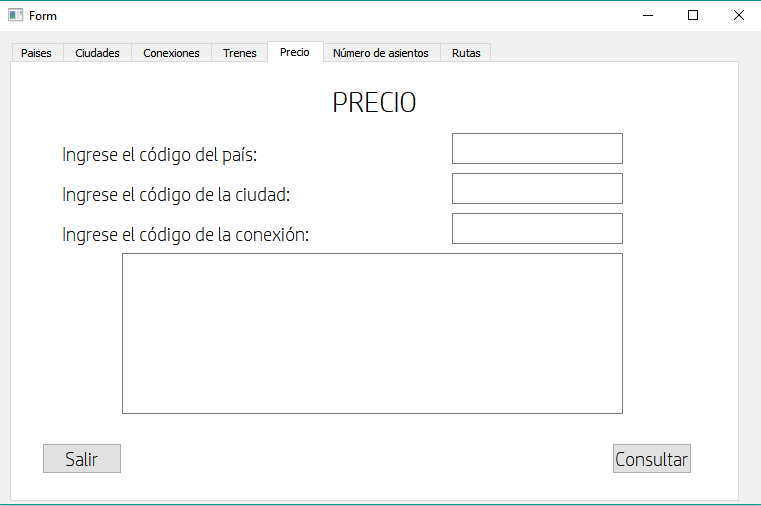 Form
Paises Ciudades Conexiones Trenes Precio Número de asientos Rutas
PRECIO
Ingrese el código del país:
Ingrese el código de la ciudad:
Ingrese el código de la conexión:
Salir Consultar